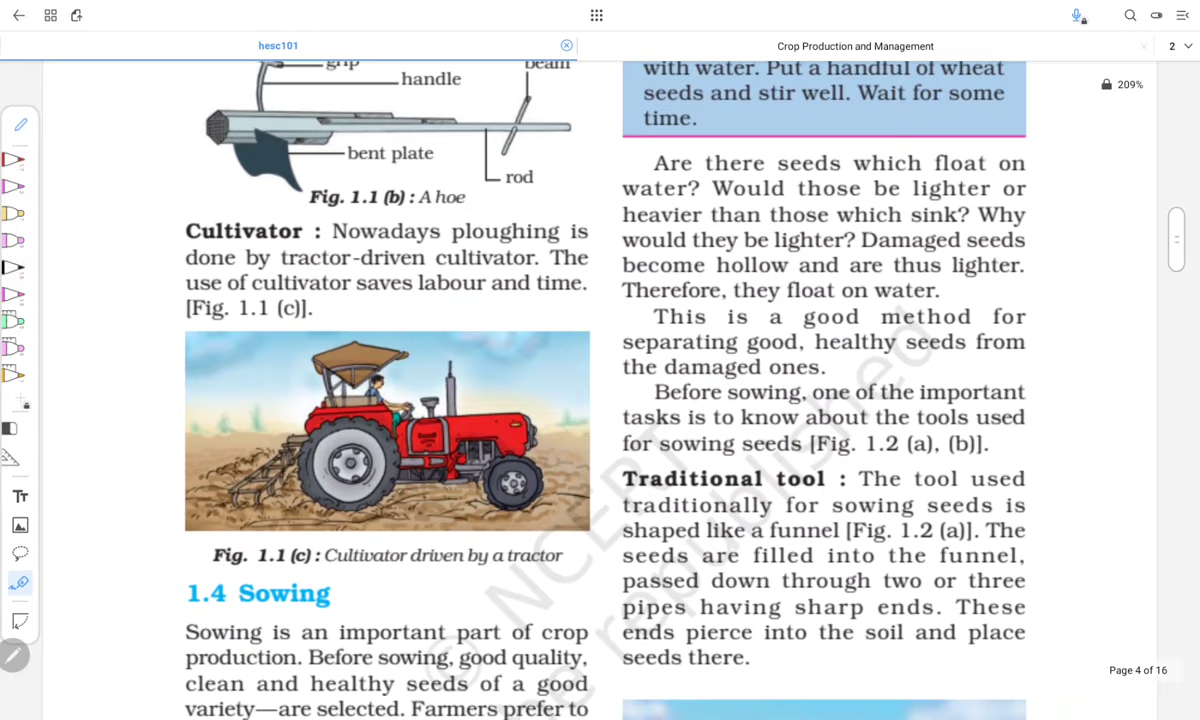 hesc101
Crop Production and Management
2
209%
grip
handle
beam
bent plate
rod
Fig. 1.1 (b) : A hoe
Cultivator : Nowadays ploughing is
done by tractor-driven cultivator. The
use of cultivator saves labour and time.
[Fig. 1.1 (c)].
Fig. 1.1 (c) : Cultivator driven by a tractor
1.4 Sowing
Sowing is an important part of crop
production. Before sowing, good quality,
clean and healthy seeds of a good
variety—are selected. Farmers prefer to
with water. Put a handful of wheat
seeds and stir well. Wait for some
time.
Are there seeds which float on
water? Would those be lighter or
heavier than those which sink? Why
would they be lighter? Damaged seeds
become hollow and are thus lighter.
Therefore, they float on water.
This is a good method for
separating good, healthy seeds from
the damaged ones.
Before sowing, one of the important
tasks is to know about the tools used
for sowing seeds [Fig. 1.2 (a), (b)].
Traditional tool : The tool used
traditionally for sowing seeds is
shaped like a funnel [Fig. 1.2 (a)]. The
seeds are filled into the funnel,
passed down through two or three
pipes having sharp ends. These
ends pierce into the soil and place
seeds there.
© NCERT
be republished
Tт
Page 4 of 16